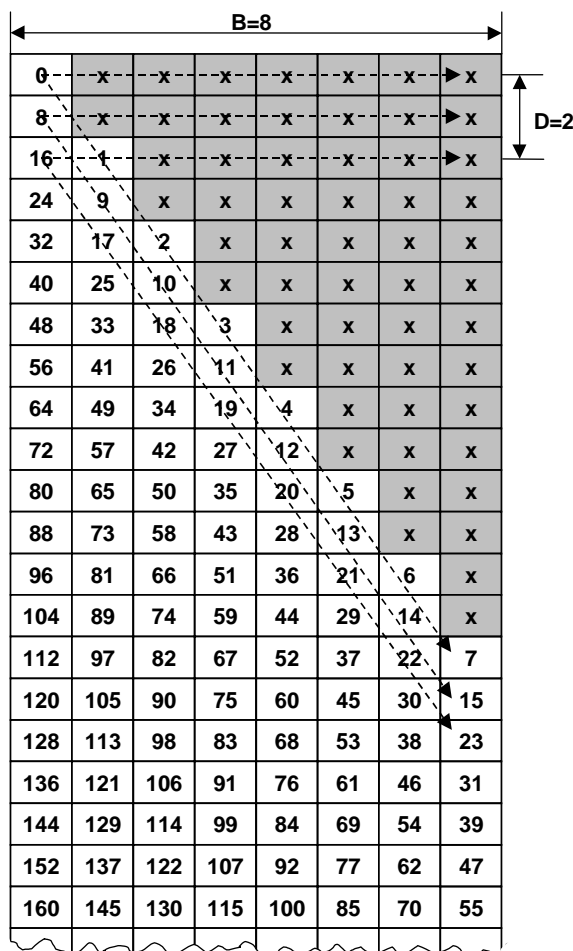 B=8
0 x x x x x x x
8 x x x x x x x
D=2
16 1 x x x x x x
24 9 x x x x x x
32 17 2 x x x x x
40 25 10 x x x x x
48 33 18 3 x x x x
56 41 26 11 x x x x
64 49 34 19 4 x x x
72 57 42 27 12 x x x
80 65 50 35 20 5 x x
88 73 58 43 28 13 x x
96 81 66 51 36 21 6 x
104 89 74 59 44 29 14 x
112 97 82 67 52 37 22 7
120 105 90 75 60 45 30 15
128 113 98 83 68 53 38 23
136 121 106 91 76 61 46 31
144 129 114 99 84 69 54 39
152 137 122 107 92 77 62 47
160 145 130 115 100 85 70 55